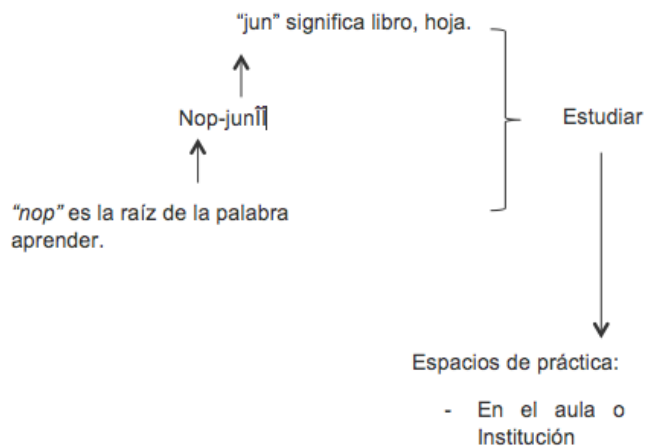 “jun” significa libro, hoja.
Nop-junÎÎ
Estudiar
“nop” es la raíz de la palabra
aprender.
Espacios de práctica:
- En el aula o
Institución